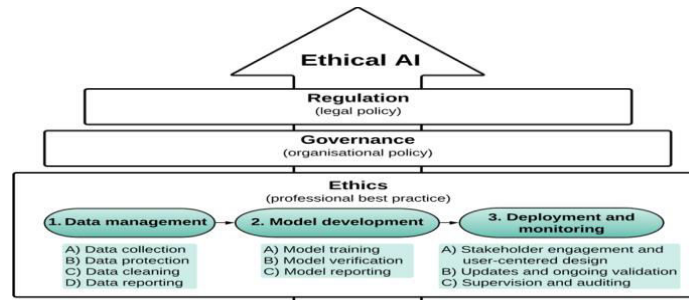 Ethical AI
Regulation
(legal policy)
Governance
(organisational policy)
Ethics
(professional best practice)
1. Data management
2. Model development
3. Deployment and
monitoring
A) Data collection
B) Data protection
C) Data cleaning
D) Data reporting
A) Model training
B) Model verification
C) Model reporting
A) Stakeholder engagement and
user-centered design
B) Updates and ongoing validation
C) Supervision and auditing